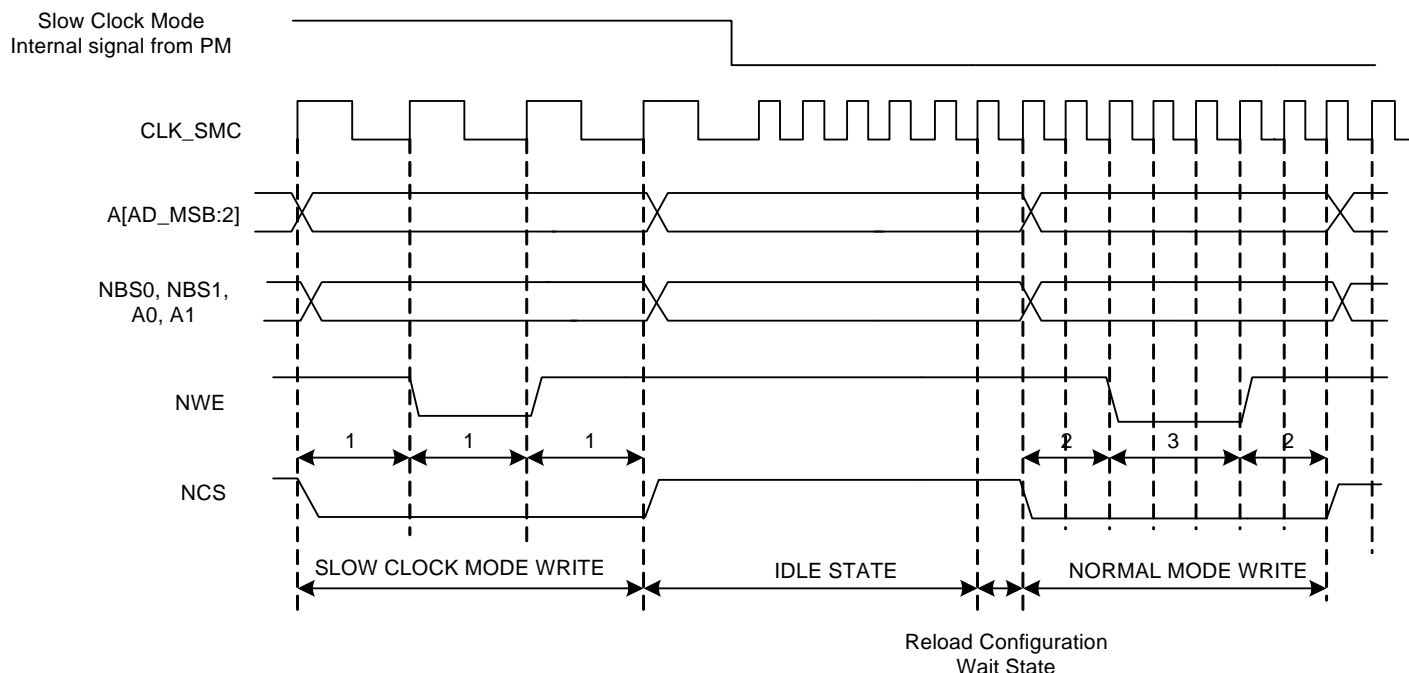 Slow Clock Mode
Internal signal from PM
CLK_SMC
A[AD_MSB:2]
NBS0, NBS1,
A0, A1
NWE
1 1 1 2 3 2
NCS
SLOW CLOCK MODE WRITE IDLE STATE NORMAL MODE WRITE
Reload Configuration
Wait State